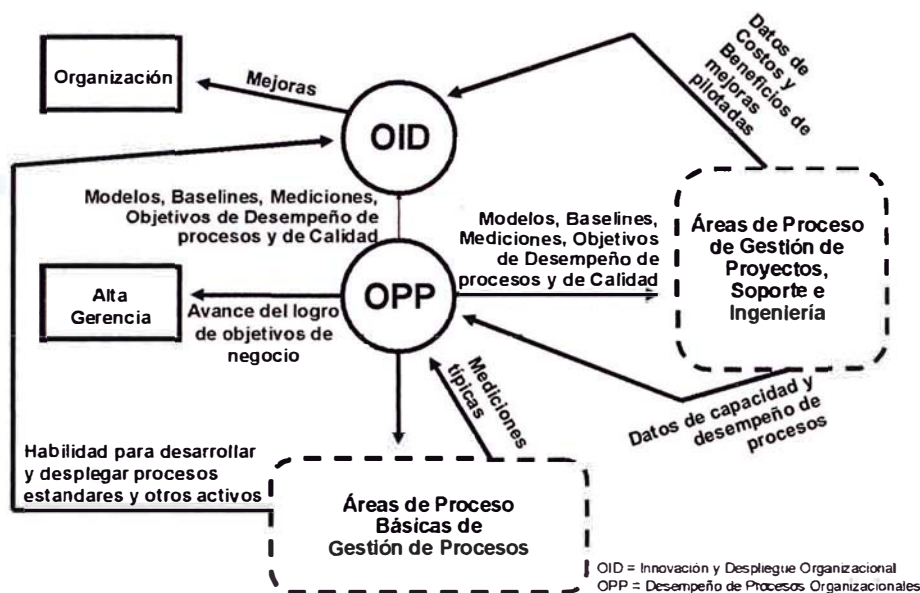 Organización
Mejoras
OID
Datos de
Costos y
Beneficios de
mejoras
pilotadas
Modelos, Baselines, Mediciones,
Objetivos de Desempeño de
procesos y de Calidad
Modelos, Baselines,
Mediciones, Objetivos
de Desempeño de
procesos y de Calidad
Áreas de Proceso
de Gestión de
Proyectos,
Soporte e
Ingeniería
Alta
Gerencia
OPP
Avance del logro
de objetivos de
negocio
Mediciones
típicas
Datos de capacidad y
desempeño de
procesos
Habilidad para desarrollar
y desplegar procesos
estandares y otros activos
Áreas de Proceso
Básicas de
Gestión de Procesos
OID = Innovación y Despliegue Organizacional
OPP = Desempeño de Procesos Organizacionales